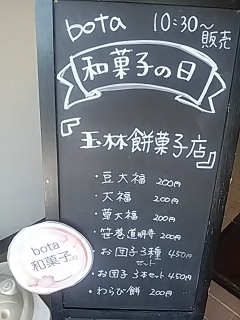 bota 10:30〜
販売
和菓子の日
『玉林餅菓子店』
・豆大福 200円
・大福 200円
・草大福 200円
・笹巻道明寺 200円
・お団子3種セット 450円
・お団子3本セット 450円
・わらび餅 200円
bota
和菓子